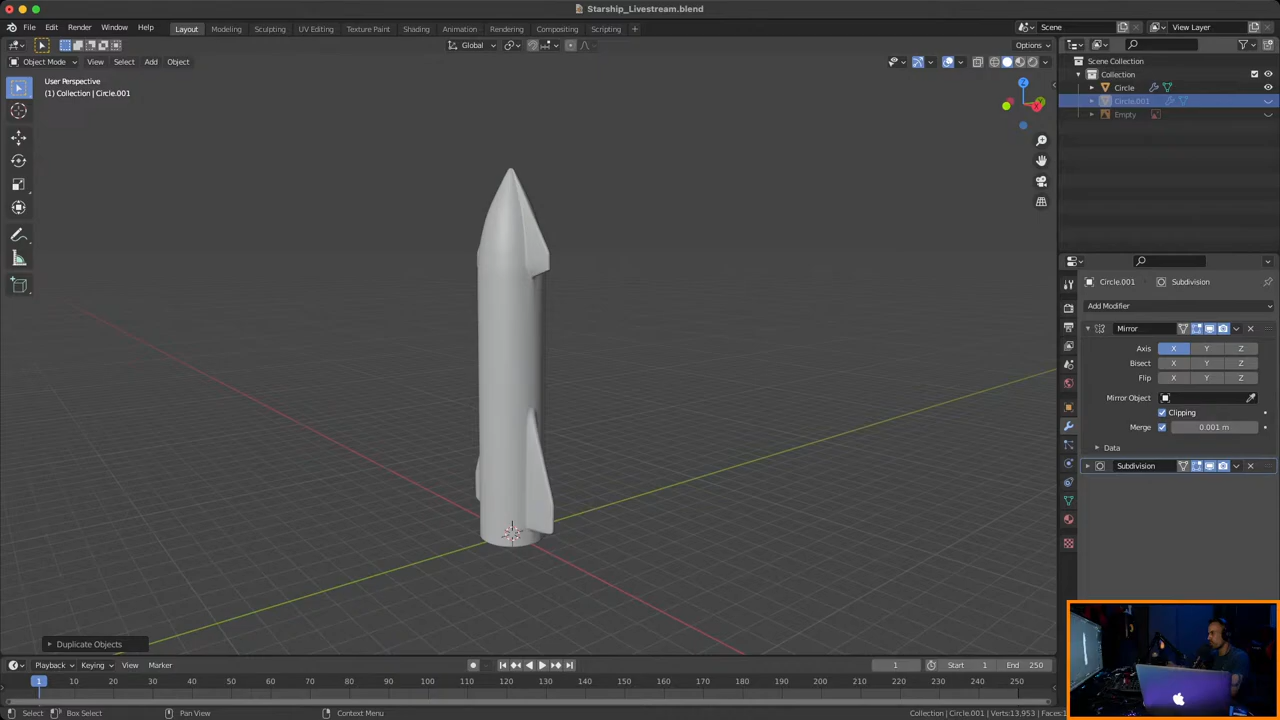 Starship_Livestream.blend
File Edit Render Window Help Layout Modeling Sculpting UV Editing Texture Paint Shading Animation Rendering Compositing Scripting Scene View Layer
Global Options
Object Mode View Select Add Object
User Perspective
(1) Collection | Circle.001
Z
Scene Collection
Collection
Circle
Circle.001
Empty
Circle.001 Subdivision
Add Modifier
Mirror
Axis X Y Z
Bisect X Y Z
Flip X Y Z
Mirror Object
Clipping
Merge 0.001 m
Data
Subdivision
Duplicate Objects
Playback Keying View Marker 1 Start 1 End 250
1 10 20 30 40 50 60 70 80 90 100 110 120 130 140 150 160 170 180 190 200 210 220 230 240 250
Select Box Select Pan View Context Menu Collection | Circle.001 Verts:13,953